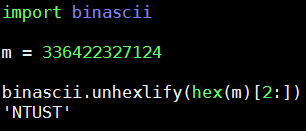 import binascii
m = 336422327124
binascii.unhexlify(hex(m)[2:])
'NTUST'